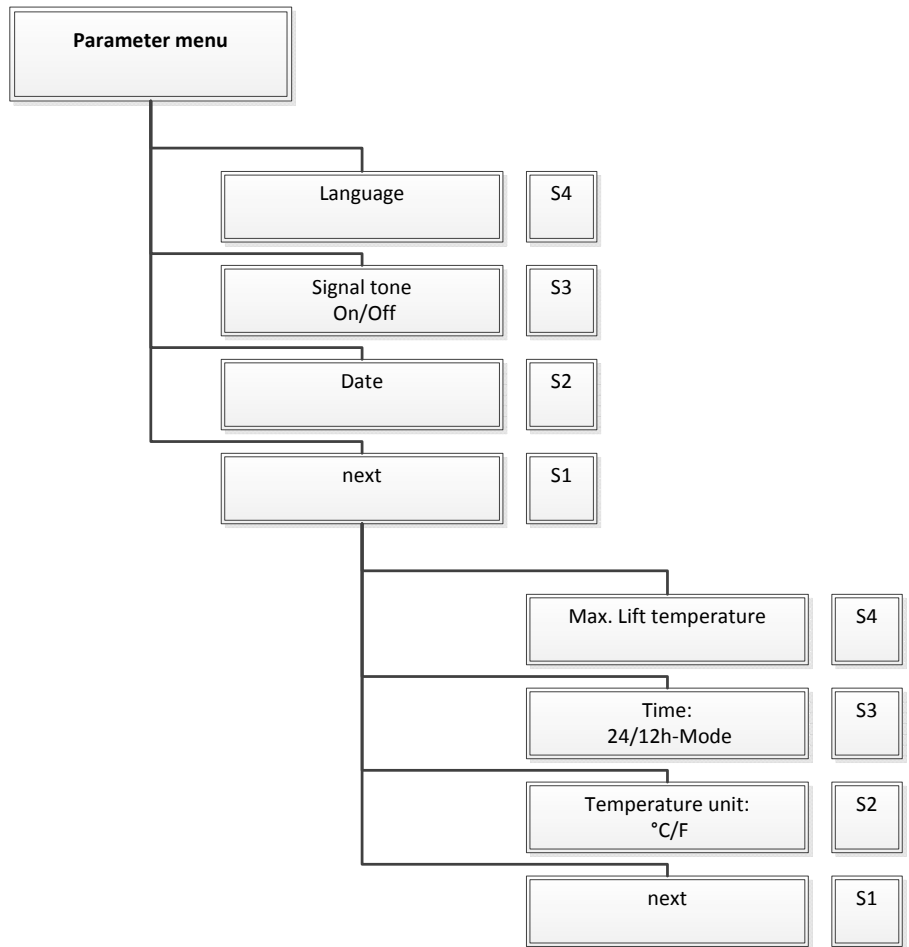 Parameter menu
Language
S4
Signal tone
On/Off
S3
Date
S2
next
S1
Max. Lift temperature
S4
Time:
24/12h-Mode
S3
Temperature unit:
°C/F
S2
next
S1